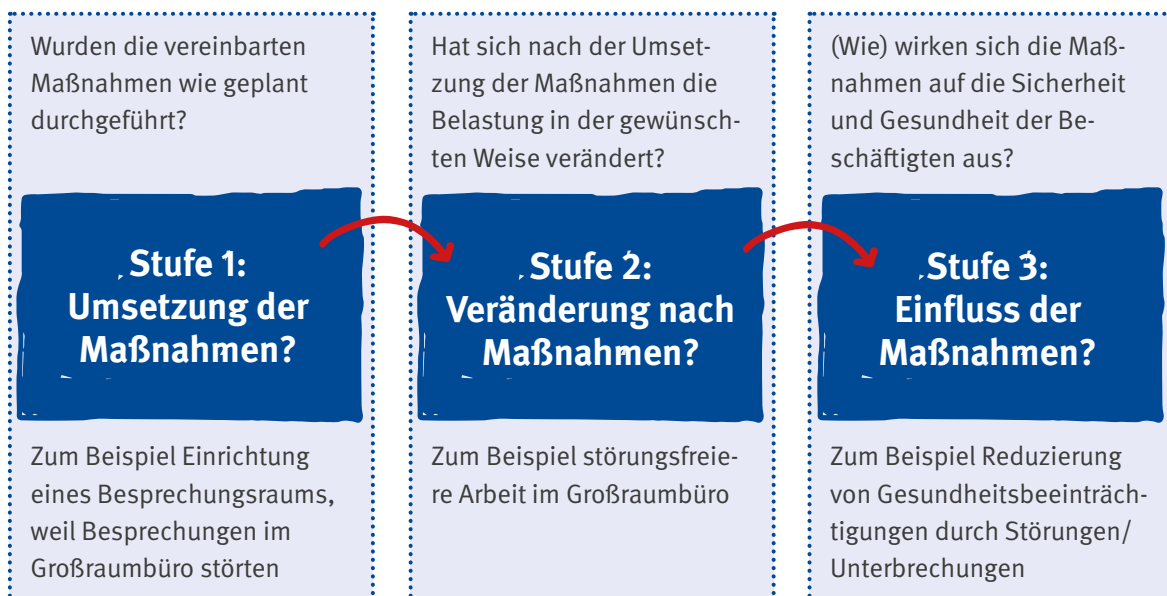 Wurden die vereinbarten
Maßnahmen wie geplant
durchgeführt?
Stufe 1:
Umsetzung der
Maßnahmen?
Zum Beispiel Einrichtung
eines Besprechungsraums,
weil Besprechungen im
Großraumbüro störten
Hat sich nach der Umset-
zung der Maßnahmen die
Belastung in der gewünsch-
ten Weise verändert?
Stufe 2:
Veränderung nach
Maßnahmen?
Zum Beispiel störungsfreie-
re Arbeit im Großraumbüro
(Wie) wirken sich die Maß-
nahmen auf die Sicherheit
und Gesundheit der Be-
schäftigten aus?
Stufe 3:
Einfluss der
Maßnahmen?
Zum Beispiel Reduzierung
von Gesundheitsbeeinträch-
tigungen durch Störungen/
Unterbrechungen